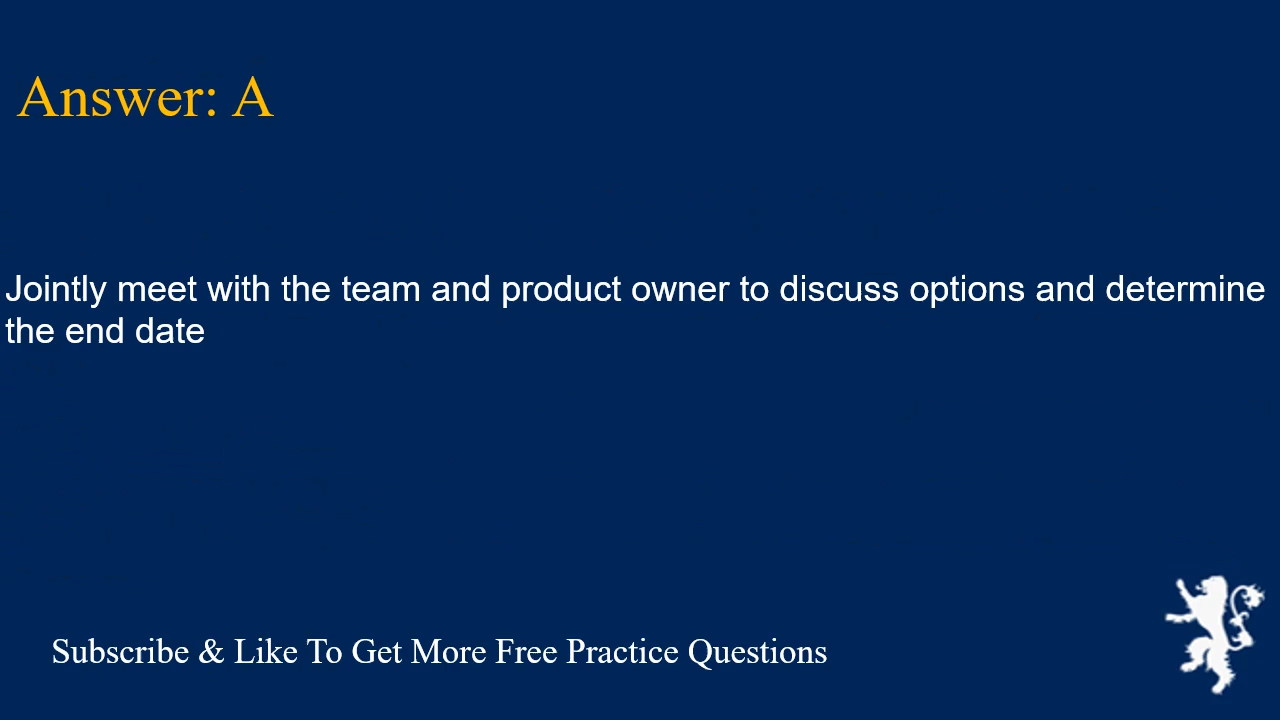 Answer: A
Jointly meet with the team and product owner to discuss options and determine
the end date
Subscribe & Like To Get More Free Practice Questions